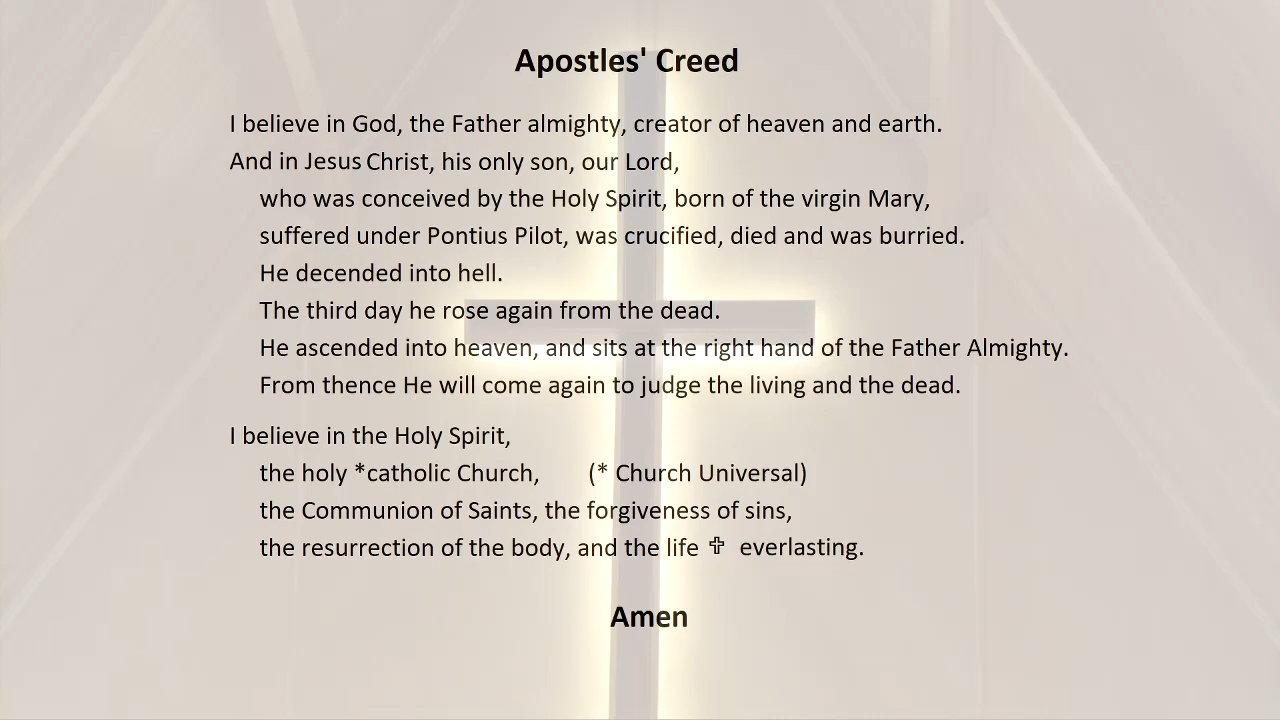 Apostles' Creed
I believe in God, the Father almighty, creator of heaven and earth.
And in Jesus Christ, his only son, our Lord,
who was conceived by the Holy Spirit, born of the virgin Mary,
suffered under Pontius Pilot, was crucified, died and was burried.
He decended into hell.
The third day he rose again from the dead.
He ascended into heaven, and sits at the right hand of the Father Almighty.
From thence He will come again to judge the living and the dead.
I believe in the Holy Spirit,
the holy *catholic Church, (* Church Universal)
the Communion of Saints, the forgiveness of sins,
the resurrection of the body, and the life ✞ everlasting.
Amen